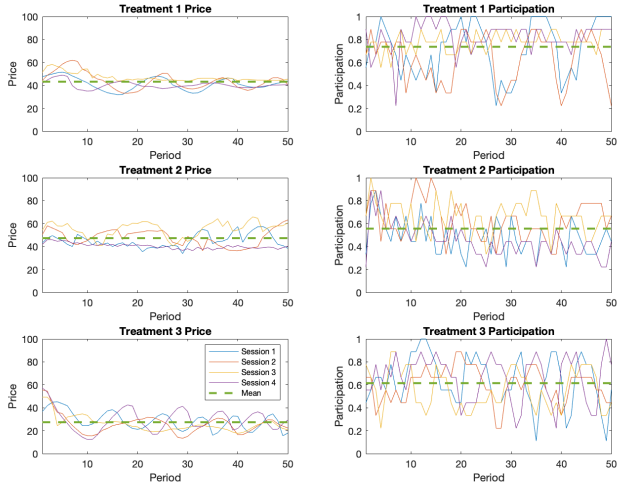 Treatment 1 Price
Price
100
80
60
40
20
0
10
20
30
40
50
Period
Treatment 1 Participation
Participation
1
0.8
0.6
0.4
0.2
0
10
20
30
40
50
Period
Treatment 2 Price
Price
100
80
60
40
20
0
10
20
30
40
50
Period
Treatment 2 Participation
Participation
1
0.8
0.6
0.4
0.2
0
10
20
30
40
50
Period
Treatment 3 Price
Price
100
80
60
40
20
0
10
20
30
40
50
Period
Session 1
Session 2
Session 3
Session 4
Mean
Treatment 3 Participation
Participation
1
0.8
0.6
0.4
0.2
0
10
20
30
40
50
Period